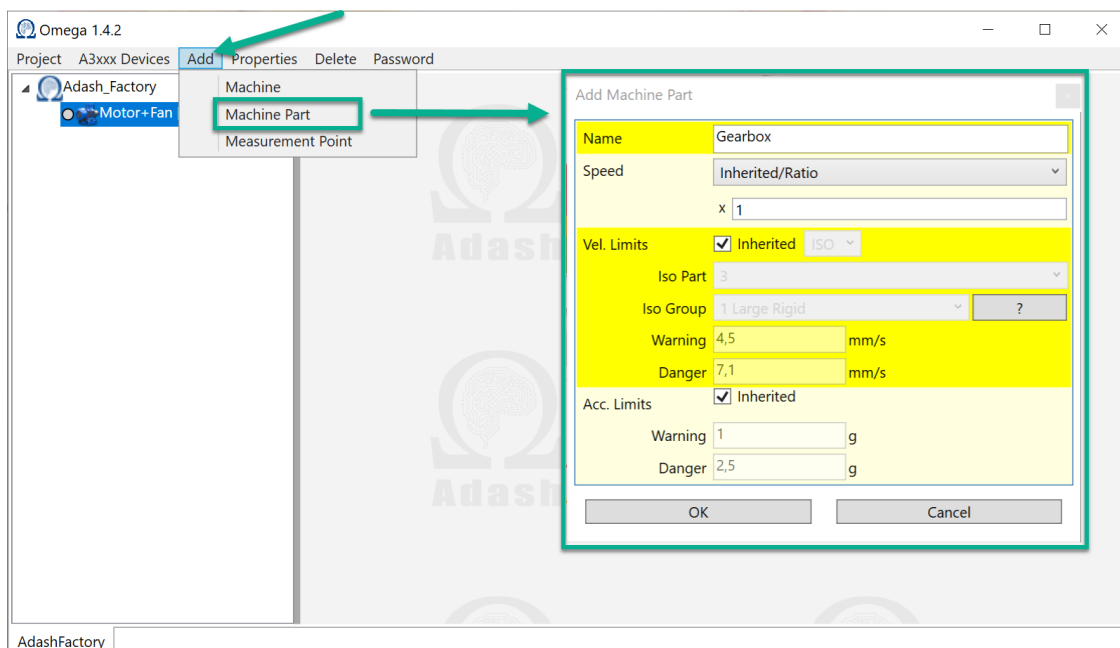 Omega 1.4.2
Project A3xxx Devices Add Properties Delete Password
Adash_Factory
Motor+Fan
Machine
Machine Part
Measurement Point
Add Machine Part
Name Gearbox
Speed Inherited/Ratio
x 1
Vel. Limits Inherited ISO
Iso Part 3
Iso Group 1 Large Rigid ?
Warning 4,5 mm/s
Danger 7,1 mm/s
Acc. Limits Inherited
Warning 1 g
Danger 2,5 g
OK Cancel
Adash
Adash
AdashFactory